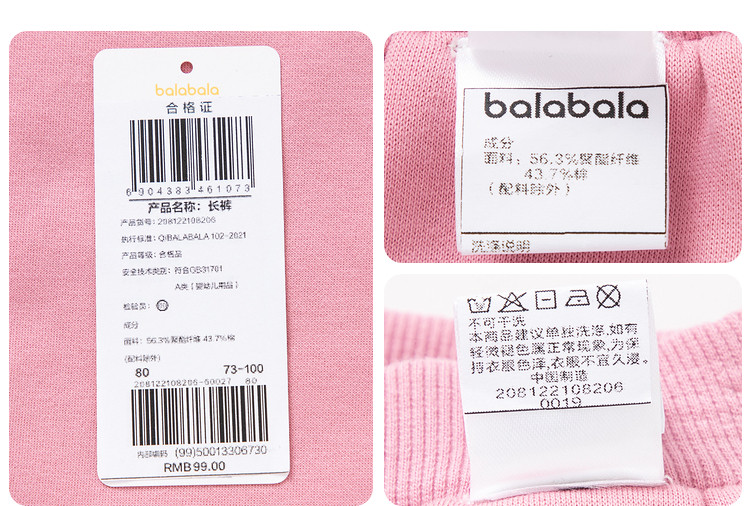 balabala
合格证
6 904383 461073
产品名称：长裤
产品货号：208122108206
执行标准：Q/BALABALA 102-2021
产品等级：合格品
安全技术类别：符合GB31701
A类（婴幼儿用品）
检验员：
成分
面料：56.3%聚酯纤维 43.7%棉
(配料除外)
80 73-100
208122108206-50027 80
内部编码 (99)50013306730
RMB99.00
balabala
成分
面料：56.3%聚酯纤维
43.7%棉
（配料除外）
洗涤说明
不可干洗
本商品建议单独洗涤,如有
轻微褪色属正常现象,为保
持衣服色泽,衣服不宜久浸。
中国制造
208122108206
0019